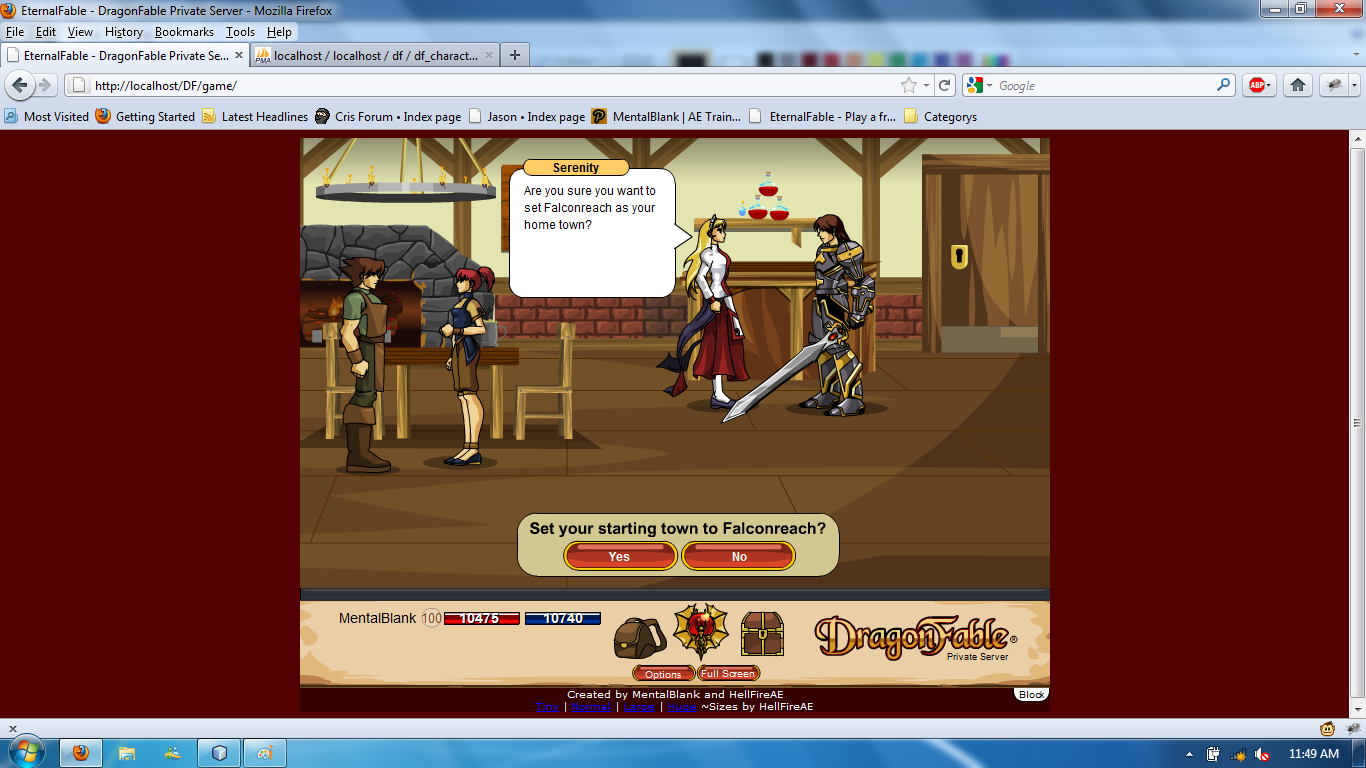 EternalFable - DragonFable Private Server - Mozilla Firefox
File Edit View History Bookmarks Tools Help
EternalFable - DragonFable Private Se... × localhost / localhost / df / df_charact... × +
http://localhost/DF/game/ Google ABP
Most Visited Getting Started Latest Headlines Cris Forum • Index page Jason • Index page MentalBlank | AE Train... EternalFable - Play a fr... Categorys
Serenity
Are you sure you want to
set Falconreach as your
home town?
Set your starting town to Falconreach?
Yes No
MentalBlank 100 10475 10740
DragonFable®
Private Server
Options Full Screen
Created by MentalBlank and HellFireAE
Block
Tiny | Normal | Large | Huge ~Sizes by HellFireAE
×
11:49 AM